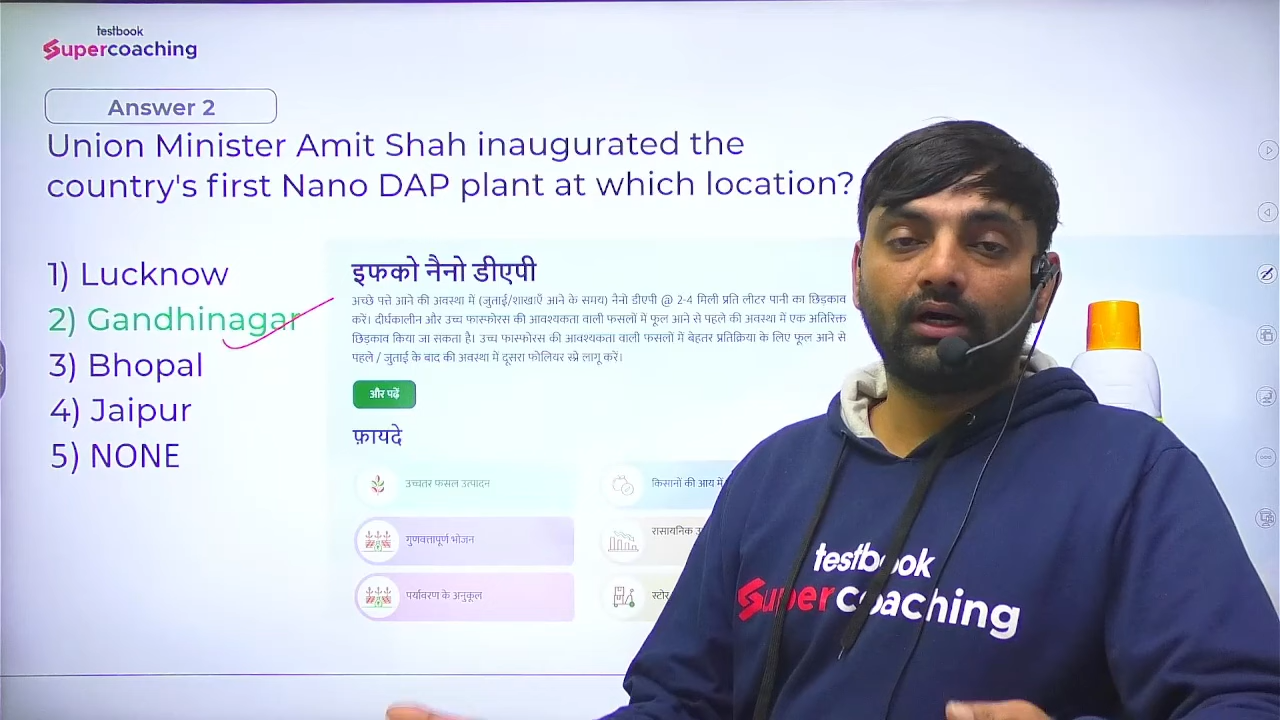 testbook
Supercoaching
Answer 2
Union Minister Amit Shah inaugurated the
country's first Nano DAP plant at which location?
1) Lucknow
2) Gandhinagar
3) Bhopal
4) Jaipur
5) NONE
इफको नैनो डीएपी
अच्छे पत्ते आने की अवस्था में (जुताई/शाखाएँ आने के समय) नैनो डीएपी @ 2-4 मिली प्रति लीटर पानी का छिड़काव
करें। दीर्घकालीन और उच्च फास्फोरस की आवश्यकता वाली फसलों में फूल आने से पहले की अवस्था में एक अतिरिक्त
छिड़काव किया जा सकता है। उच्च फास्फोरस की आवश्यकता वाली फसलों में बेहतर प्रतिक्रिया के लिए फूल आने से
पहले / जुताई के बाद की अवस्था में दूसरा फोलियर स्प्रे लागू करें।
और पढ़ें
फ़ायदे
उच्चतर फसल उत्पादन
किसानों की आय में
गुणवत्तापूर्ण भोजन
रासायनिक
पर्यावरण के अनुकूल
स्टोर
testbook
Supercoaching